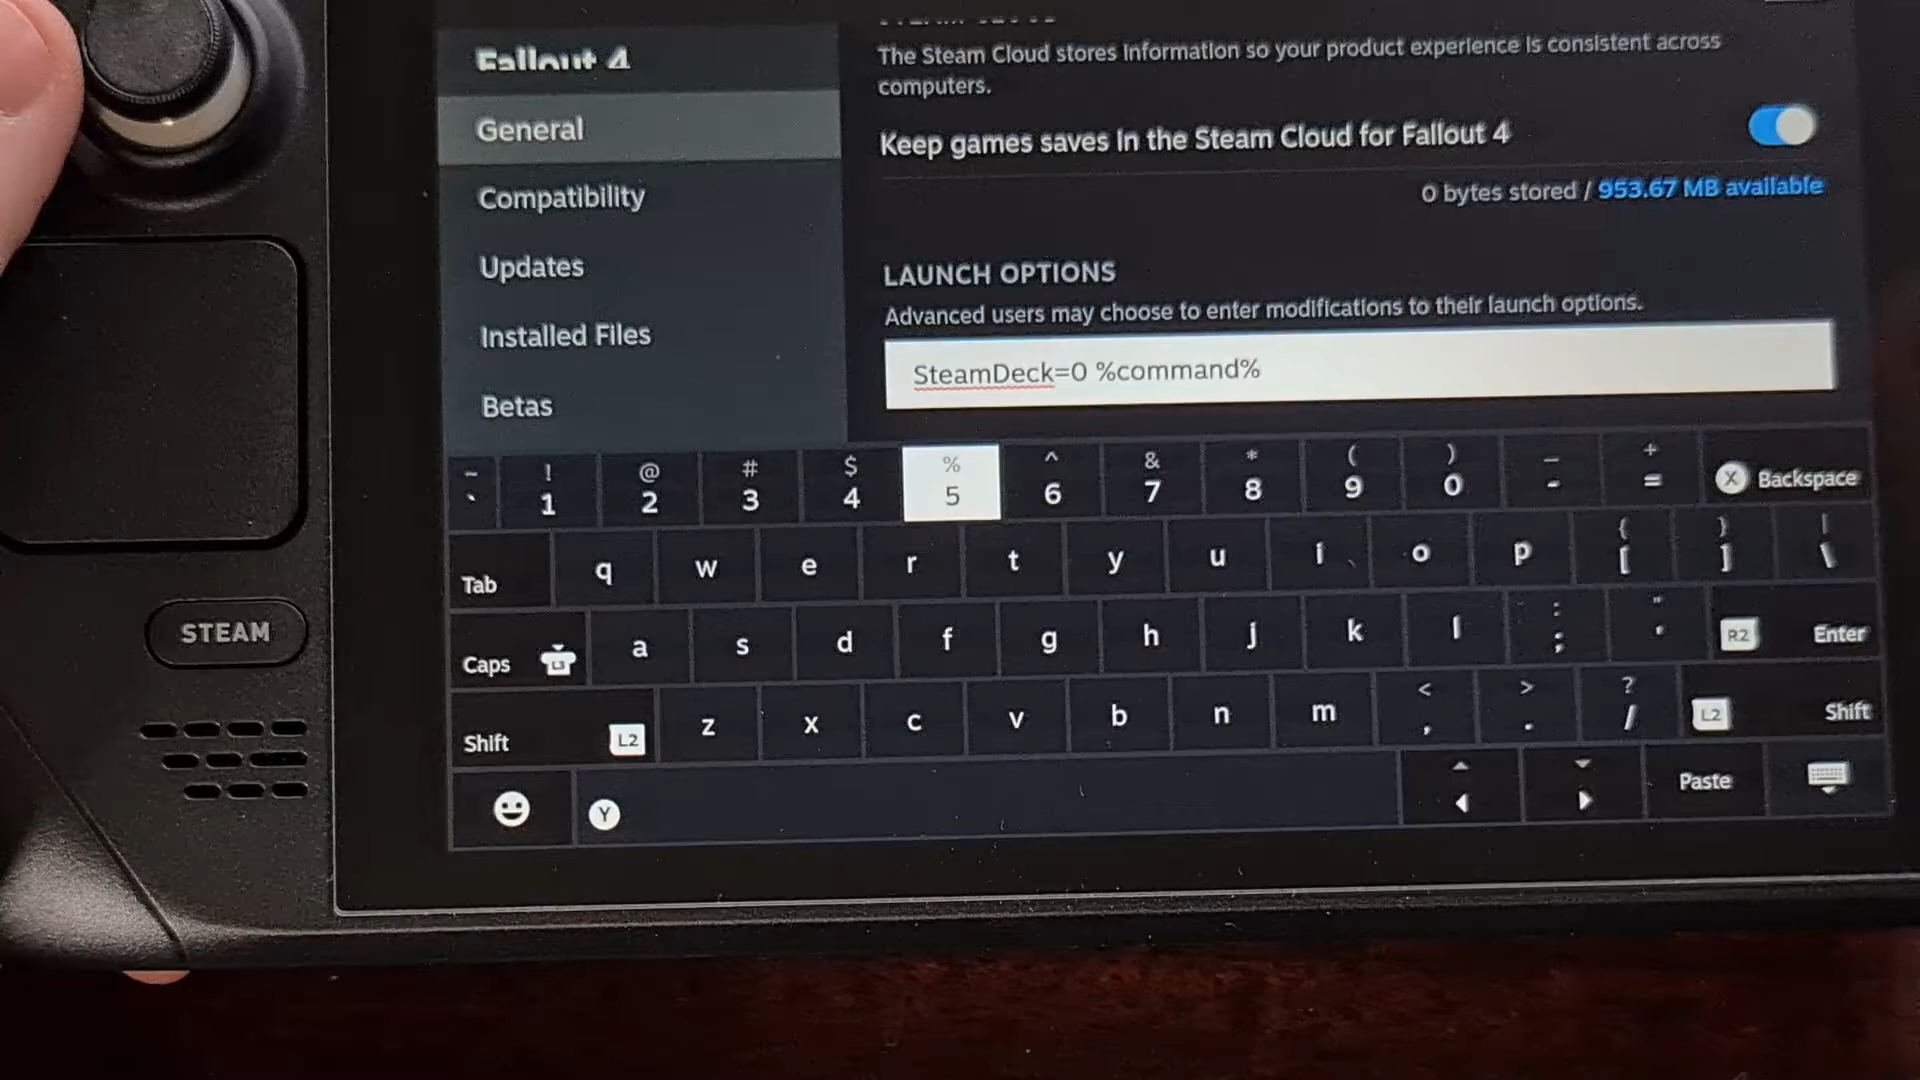 Fallout 4
General
Compatibility
Updates
Installed Files
Betas
The Steam Cloud stores information so your product experience is consistent across
computers.
Keep games saves in the Steam Cloud for Fallout 4
0 bytes stored / 953.67 MB available
LAUNCH OPTIONS
Advanced users may choose to enter modifications to their launch options.
SteamDeck=0 %command%
~ ! @ # $ % ^ & * ( ) _ +
` 1 2 3 4 5 6 7 8 9 0 - = X Backspace
{ } |
Tab q w e r t y u i o p [ ] \
: "
Caps L3 a s d f g h j k l ; ' R2 Enter
< > ?
Shift L2 z x c v b n m , . / L2 Shift
Y Paste
STEAM